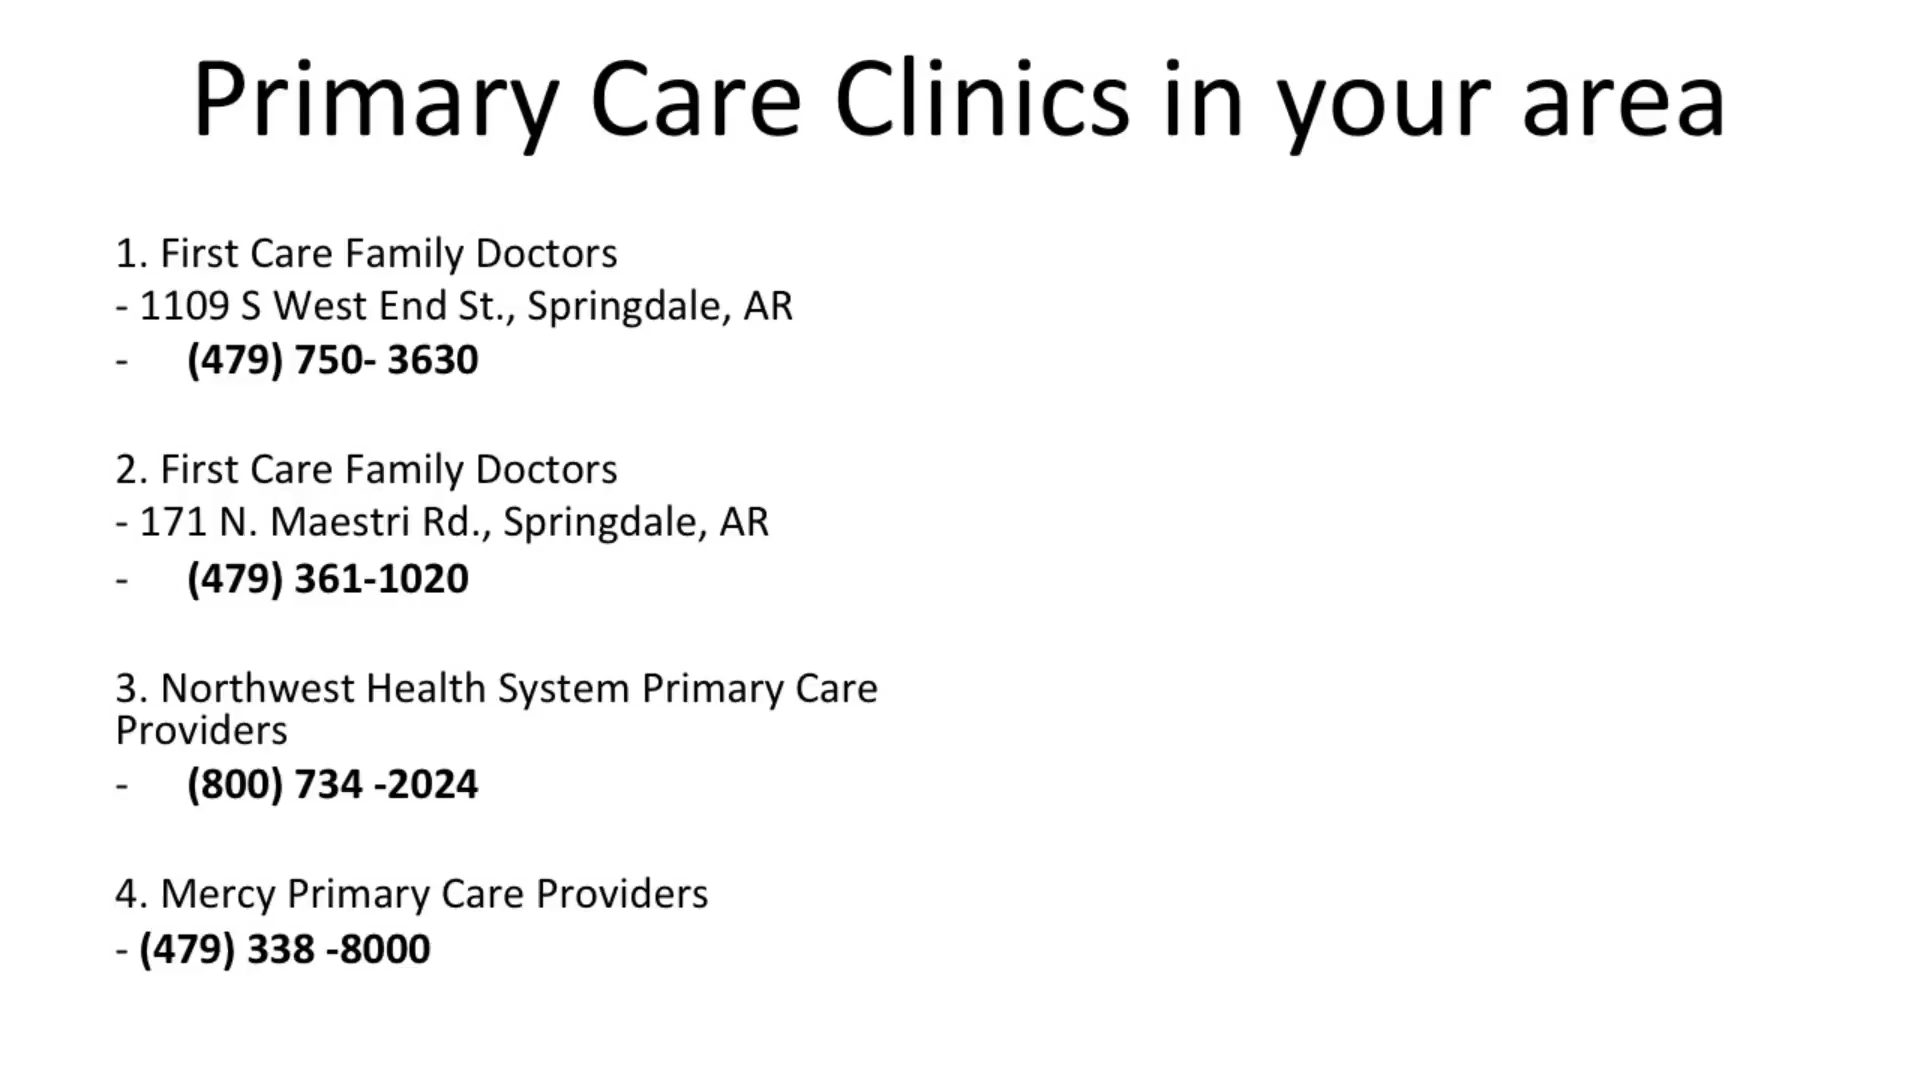 Primary Care Clinics in your area
1. First Care Family Doctors
- 1109 S West End St., Springdale, AR
- (479) 750- 3630
2. First Care Family Doctors
- 171 N. Maestri Rd., Springdale, AR
- (479) 361-1020
3. Northwest Health System Primary Care
Providers
- (800) 734 -2024
4. Mercy Primary Care Providers
- (479) 338 -8000